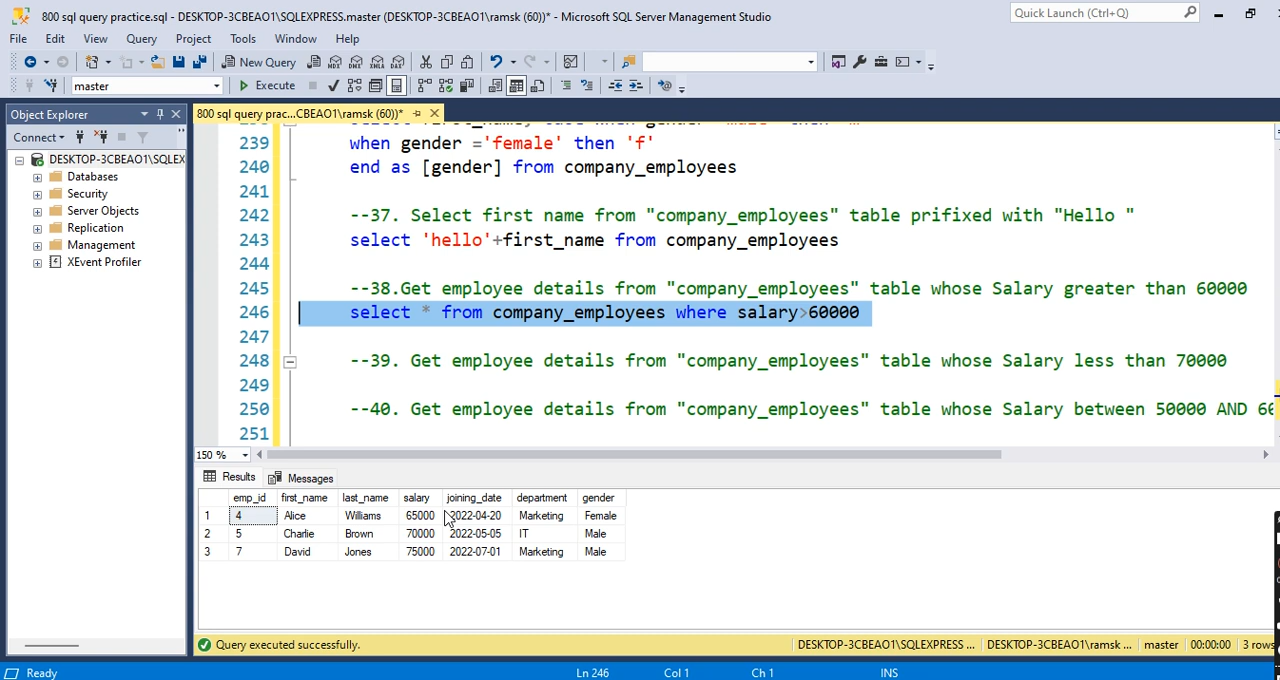 800 sql query practice.sql - DESKTOP-3CBEAO1\SQLEXPRESS.master (DESKTOP-3CBEAO1\ramsk (60))* - Microsoft SQL Server Management Studio
Quick Launch (Ctrl+Q)
File Edit View Query Project Tools Window Help
New Query
master
Execute
Object Explorer
800 sql query prac...CBEAO1\ramsk (60))*
Connect
DESKTOP-3CBEAO1\SQLEX
Databases
Security
Server Objects
Replication
Management
XEvent Profiler
239 when gender ='female' then 'f'
240 end as [gender] from company_employees
241
242 --37. Select first name from "company_employees" table prifixed with "Hello "
243 select 'hello'+first_name from company_employees
244
245 --38.Get employee details from "company_employees" table whose Salary greater than 60000
246 select * from company_employees where salary>60000
247
248 --39. Get employee details from "company_employees" table whose Salary less than 70000
249
250 --40. Get employee details from "company_employees" table whose Salary between 50000 AND
251
150 %
Results Messages
emp_id first_name last_name salary joining_date department gender
1 4 Alice Williams 65000 2022-04-20 Marketing Female
2 5 Charlie Brown 70000 2022-05-05 IT Male
3 7 David Jones 75000 2022-07-01 Marketing Male
Query executed successfully.
DESKTOP-3CBEAO1\SQLEXPRESS ... DESKTOP-3CBEAO1\ramsk ... master 00:00:00 3 rows
Ready Ln 246 Col 1 Ch 1 INS